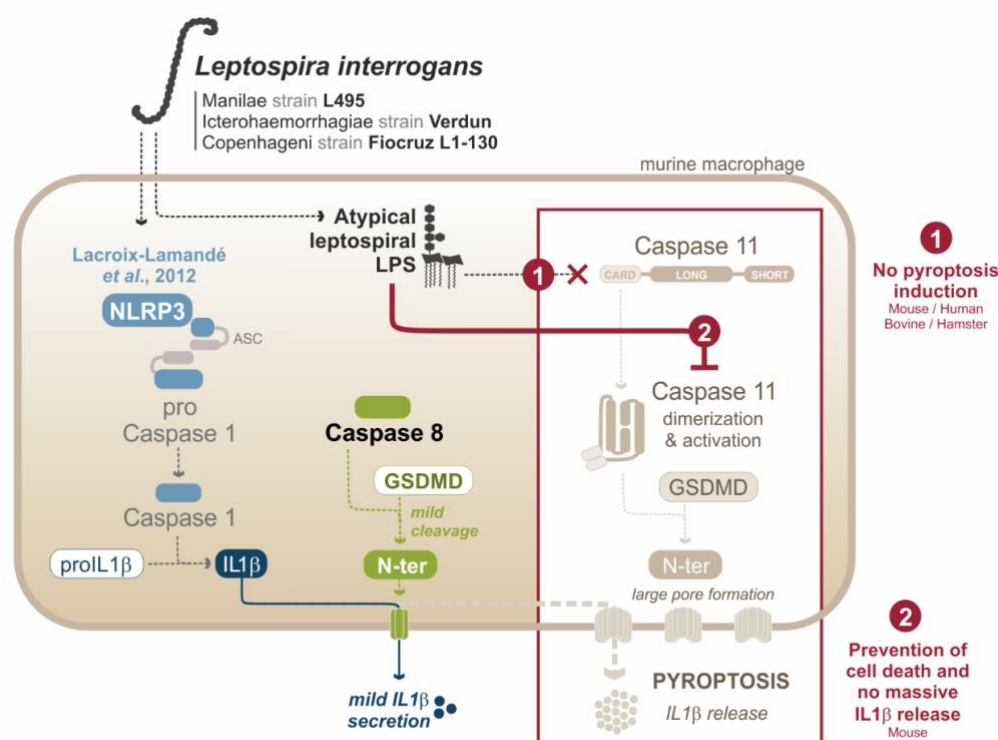 Leptospira interrogans
Manilae strain L495
Icterohaemorrhagiae strain Verdun
Copenhageni strain Fiocruz L1-130
murine macrophage
Lacroix-Lamandé
et al., 2012
NLRP3
ASC
pro
Caspase 1
Caspase 1
proIL1β
IL1β
Atypical
leptospiral
LPS
1
Caspase 11
CARD
LONG
SHORT
2
Caspase 11
dimerization
& activation
GSDMD
N-ter
large pore formation
PYROPTOSIS
IL1β release
Caspase 8
GSDMD
mild
cleavage
N-ter
mild IL1β
secretion
1
No pyroptosis
induction
Mouse / Human
Bovine / Hamster
2
Prevention of
cell death and
no massive
IL1β release
Mouse